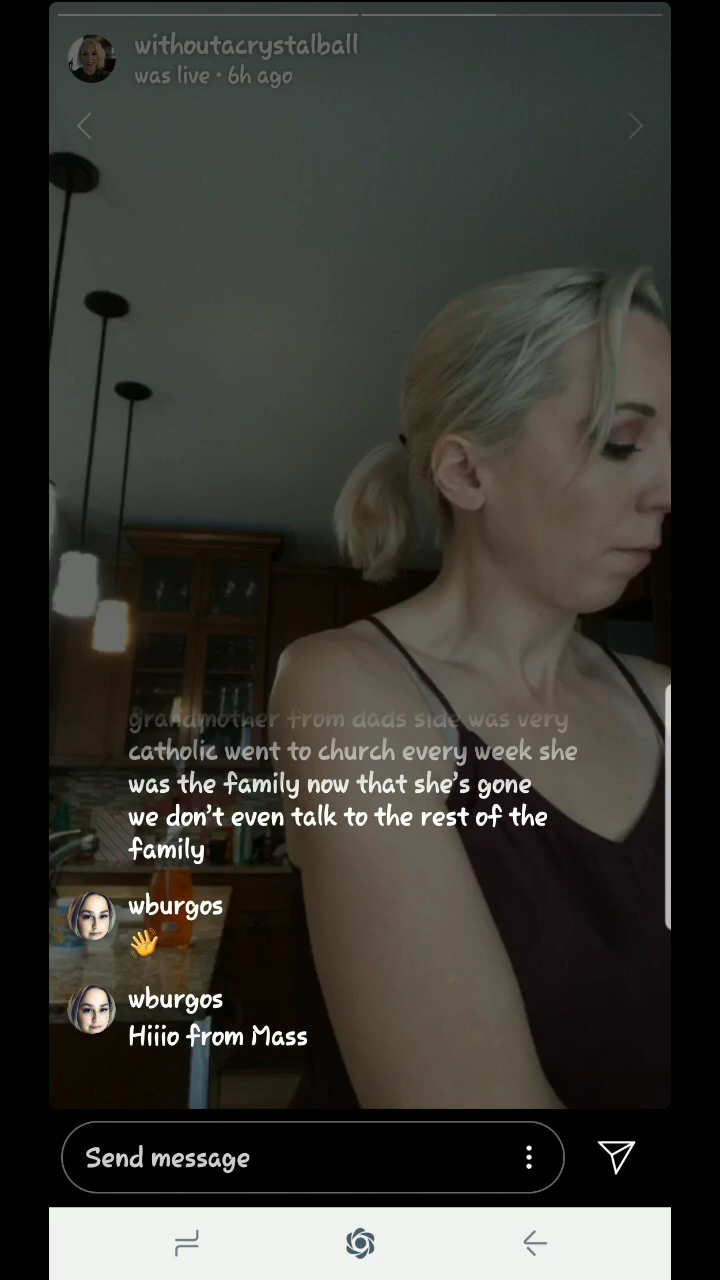 withoutacrystalball
was live • 6h ago
grandmother from dads side was very
catholic went to church every week she
was the family now that she's gone
we don't even talk to the rest of the
family
wburgos
👋
wburgos
Hiiio from Mass
Send message